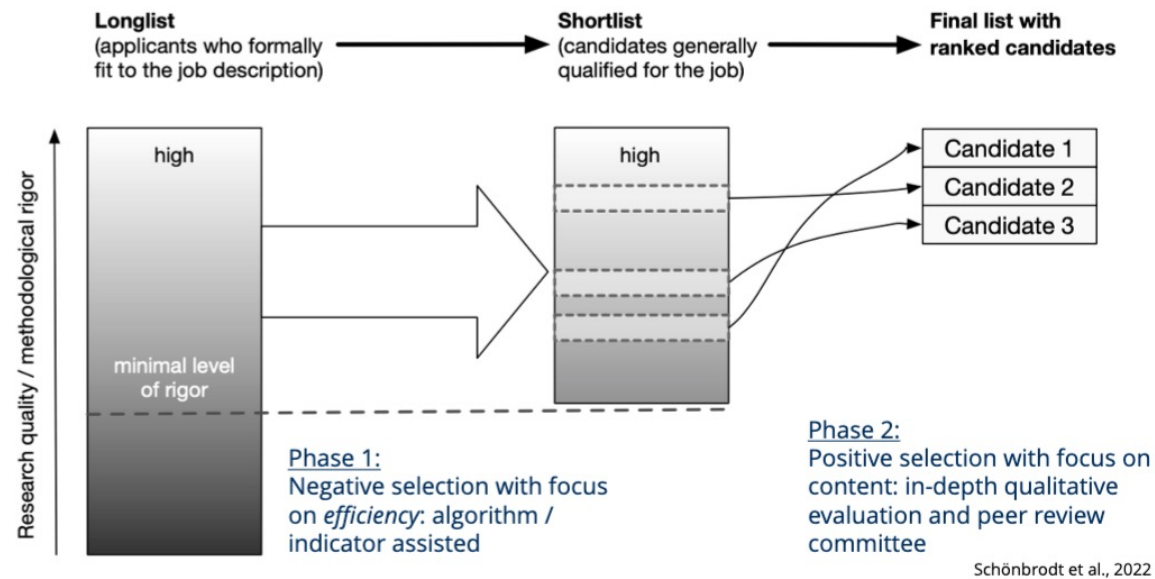 Longlist
(applicants who formally
fit to the job description)
Shortlist
(candidates generally
qualified for the job)
Final list with
ranked candidates
Research quality / methodological rigor
high
minimal level
of rigor
high
Candidate 1
Candidate 2
Candidate 3
Phase 1:
Negative selection with focus
on efficiency: algorithm /
indicator assisted
Phase 2:
Positive selection with focus on
content: in-depth qualitative
evaluation and peer review
committee
Schönbrodt et al., 2022